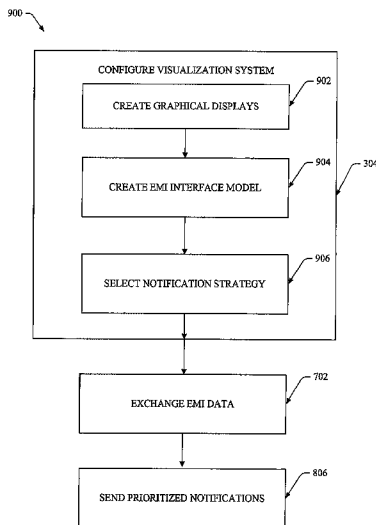 900
CONFIGURE VISUALIZATION SYSTEM
902
CREATE GRAPHICAL DISPLAYS
904
CREATE EMI INTERFACE MODEL
304
906
SELECT NOTIFICATION STRATEGY
702
EXCHANGE EMI DATA
806
SEND PRIORITIZED NOTIFICATIONS